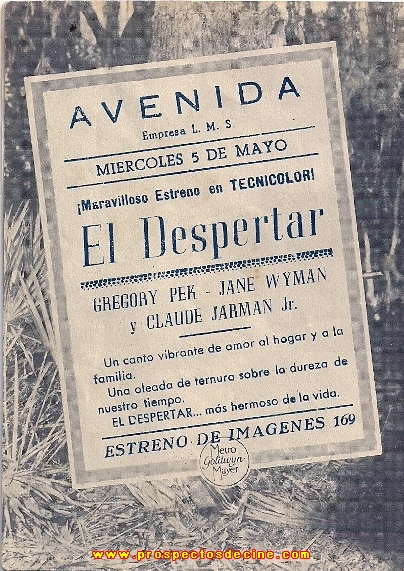 AVENIDA
Empresa L. M. S
MIERCOLES 5 DE MAYO
¡Maravilloso Estreno en TECNICOLOR!
El Despertar
GREGORY PEK - JANE WYMAN
y CLAUDE JARMAN Jr.
Un canto vibrante de amor al hogar y a la
familia.
Una oleada de ternura sobre la dureza de
nuestro tiempo.
EL DESPERTAR... más hermoso de la vida.
ESTRENO DE IMAGENES 169
Metro
Goldwyn
Mayer
www.prospectosdecine.com